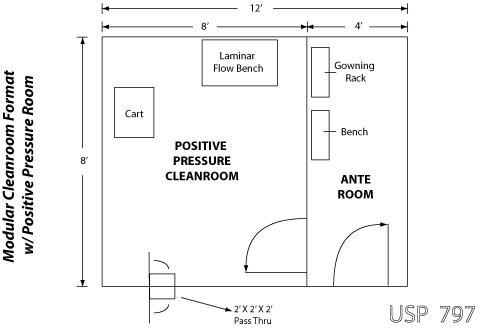 12'
8'
4'
Modular Cleanroom Format
w/ Positive Pressure Room
8'
Laminar
Flow Bench
Gowning
Rack
Cart
Bench
POSITIVE
PRESSURE
CLEANROOM
ANTE
ROOM
2' X 2' X 2'
Pass Thru
USP 797